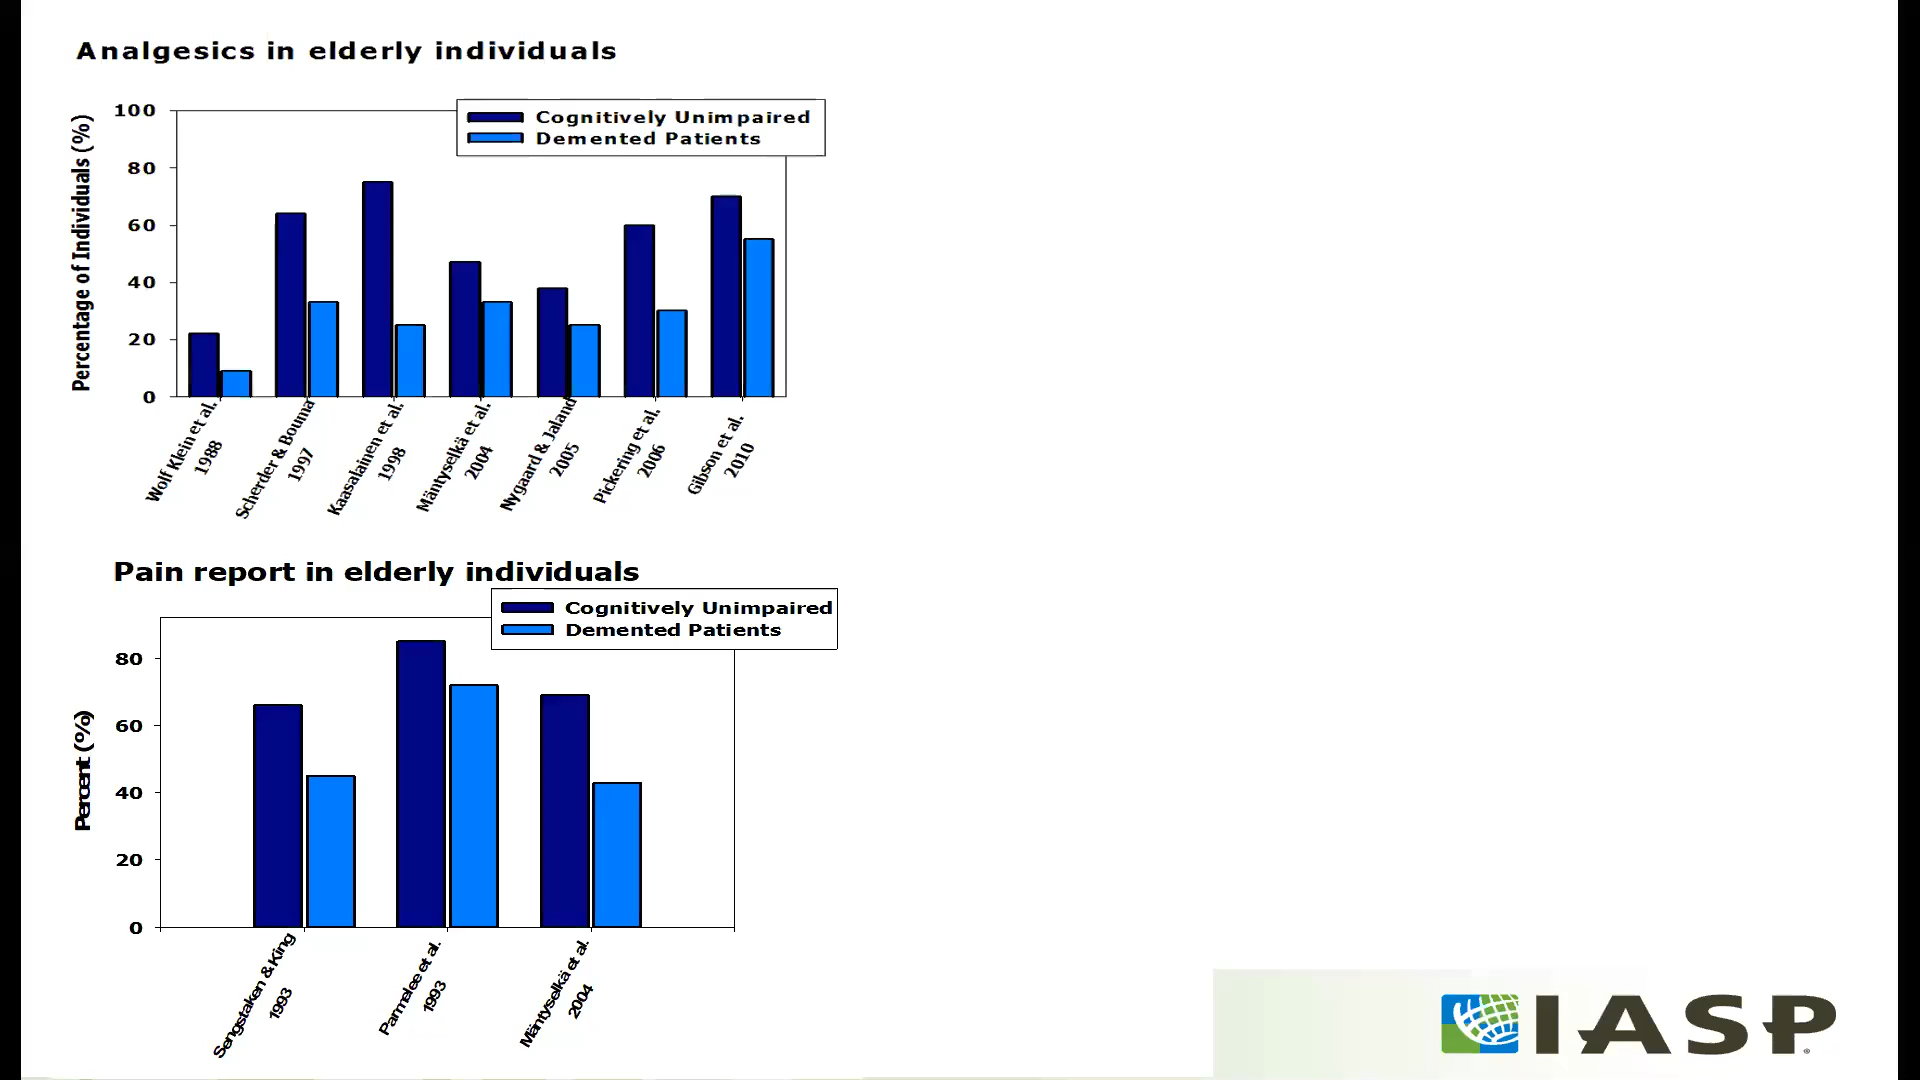 Analgesics in elderly individuals
Cognitively Unimpaired
Demented Patients
Percentage of Individuals (%)
100
80
60
40
20
0
Wolf Klein et al.
1988
Scherder & Bouma
1997
Kaasalainen et al.
1998
Mäntyselkä et al.
2004
Nygaard & Jaland
2005
Pickering et al.
2006
Gibson et al.
2010
Pain report in elderly individuals
Cognitively Unimpaired
Demented Patients
Percent (%)
80
60
40
20
0
Sengstaken & King
1993
Parmelee et al.
1993
Mäntyselkä et al.
2004
IASP
®